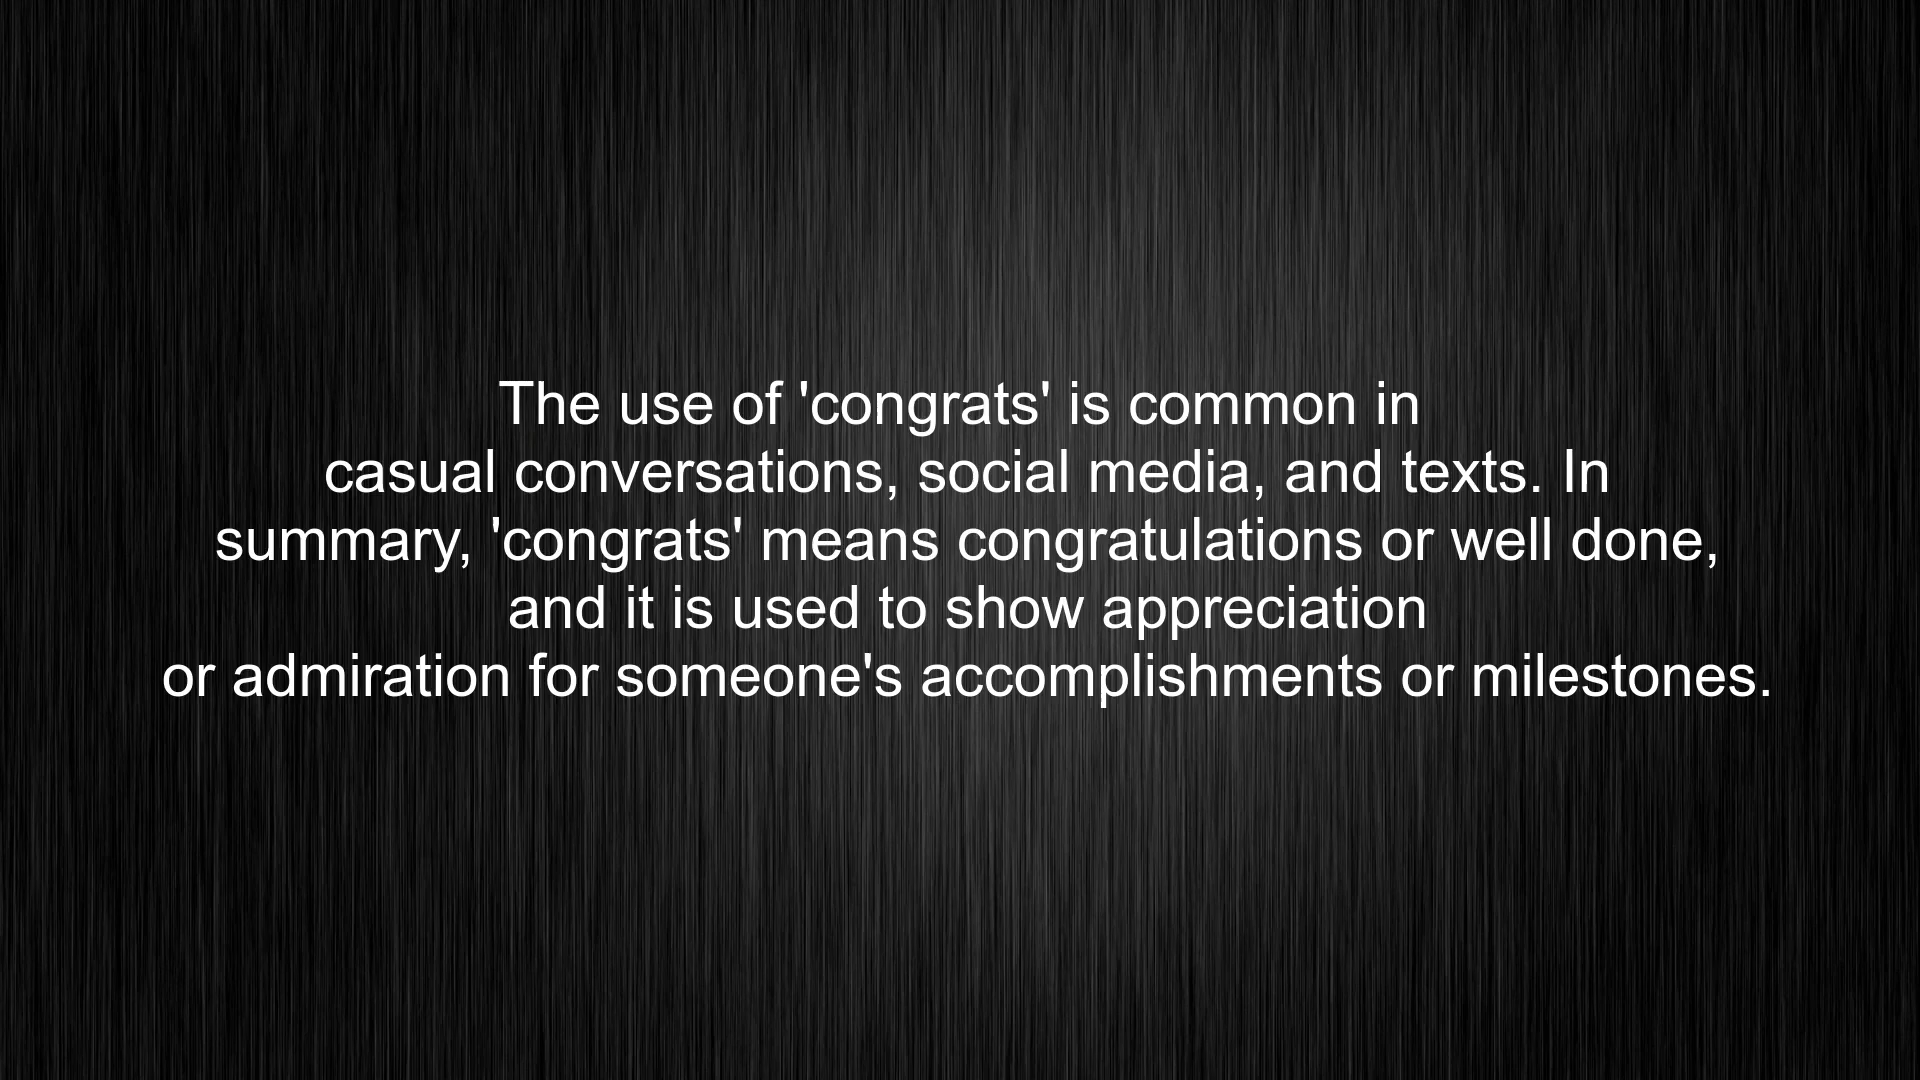 The use of 'congrats' is common in
casual conversations, social media, and texts. In
summary, 'congrats' means congratulations or well done,
and it is used to show appreciation
or admiration for someone's accomplishments or milestones.